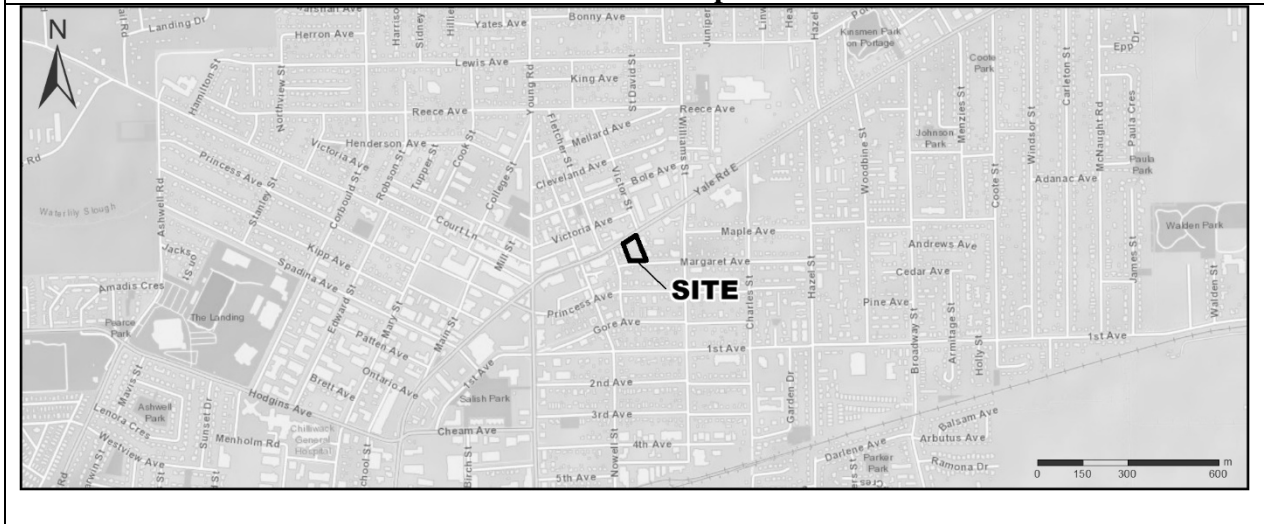 Landing Dr
N
Herron Ave
Yates Ave
Bonny Ave
Kinsmen Park
on Portage
Coote
Park
Epp
Dr
Lewis Ave
King Ave
St David St
Hamilton St
Northview St
Young Rd
Reece Ave
Reece Ave
Henderson Ave
Victoria Ave
Robson St
Tupper St
Cook St
College St
Corbould St
Stanley St
Princess Ave
Fletcher St
Mellard Ave
Cleveland Ave
Bole Ave
Victor St
Williams St
Yale Rd E
Woodbine St
Johnson
Park
Menzies St
Coote St
Windsor St
Carleton St
McNaught Rd
Paula Cres
Paula
Park
Adanac Ave
Walden Park
Waterlily Slough
Ashwell Rd
Court Ln
Mill St
Victoria Ave
Maple Ave
Andrews Ave
Kipp Ave
Spadina Ave
Margaret Ave
SITE
Cedar Ave
Amadis Cres
The Landing
Edward St
Mary St
Main St
Princess Ave
Charles St
Hazel St
Pine Ave
James St
Walden St
Pearce
Park
Patten Ave
Gore Ave
1st Ave
1st Ave
Broadway St
Armitage St
Holly St
Mavis St
Brett Ave
Ontario Ave
1st Ave
2nd Ave
Garden Dr
Ashwell
Park
Lenora Cres
Sunset Dr
Hodgins Ave
Salish Park
3rd Ave
Westview Ave
Menholm Rd
Chilliwack
General
Hospital
Cheam Ave
4th Ave
Nowell St
Birch St
5th Ave
Balsam Ave
Arbutus Ave
Darlene Ave
Parker
Park
Ramona Dr
0 150 300 600 m